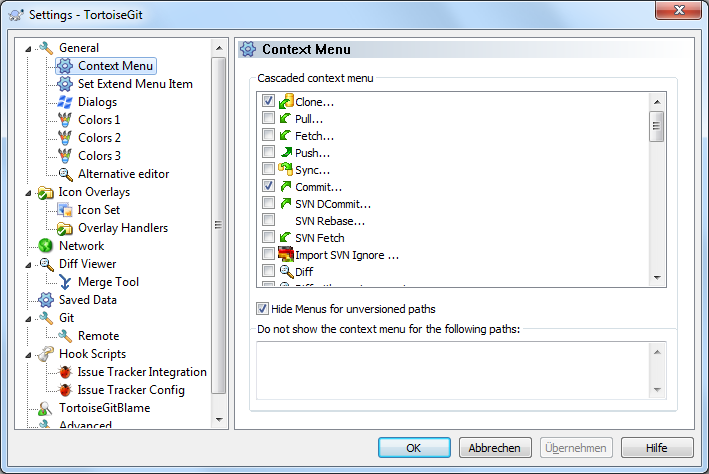 Settings - TortoiseGit
General
Context Menu
Set Extend Menu Item
Dialogs
Colors 1
Colors 2
Colors 3
Alternative editor
Icon Overlays
Icon Set
Overlay Handlers
Network
Diff Viewer
Merge Tool
Saved Data
Git
Remote
Hook Scripts
Issue Tracker Integration
Issue Tracker Config
TortoiseGitBlame
Advanced
Context Menu
Cascaded context menu
Clone...
Pull...
Fetch...
Push...
Sync...
Commit...
SVN DCommit...
SVN Rebase...
SVN Fetch
Import SVN Ignore ...
Diff
Hide Menus for unversioned paths
Do not show the context menu for the following paths:
OK
Abbrechen
Übernehmen
Hilfe